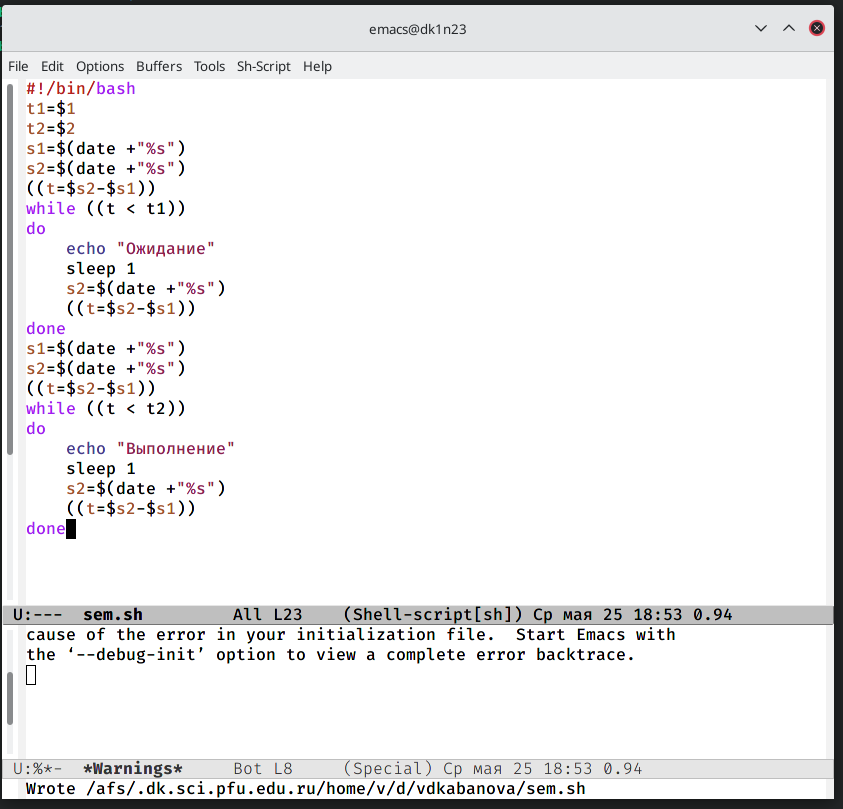 emacs@dk1n23
File Edit Options Buffers Tools Sh-Script Help
#!/bin/bash
t1=$1
t2=$2
s1=$(date +"%s")
s2=$(date +"%s")
((t=$s2-$s1))
while ((t < t1))
do
    echo "Ожидание"
    sleep 1
    s2=$(date +"%s")
    ((t=$s2-$s1))
done
s1=$(date +"%s")
s2=$(date +"%s")
((t=$s2-$s1))
while ((t < t2))
do
    echo "Выполнение"
    sleep 1
    s2=$(date +"%s")
    ((t=$s2-$s1))
done
U:--- sem.sh All L23 (Shell-script[sh]) Ср мая 25 18:53 0.94
cause of the error in your initialization file.  Start Emacs with
the ‘--debug-init’ option to view a complete error backtrace.
U:%*- *Warnings* Bot L8 (Special) Ср мая 25 18:53 0.94
Wrote /afs/.dk.sci.pfu.edu.ru/home/v/d/vdkabanova/sem.sh